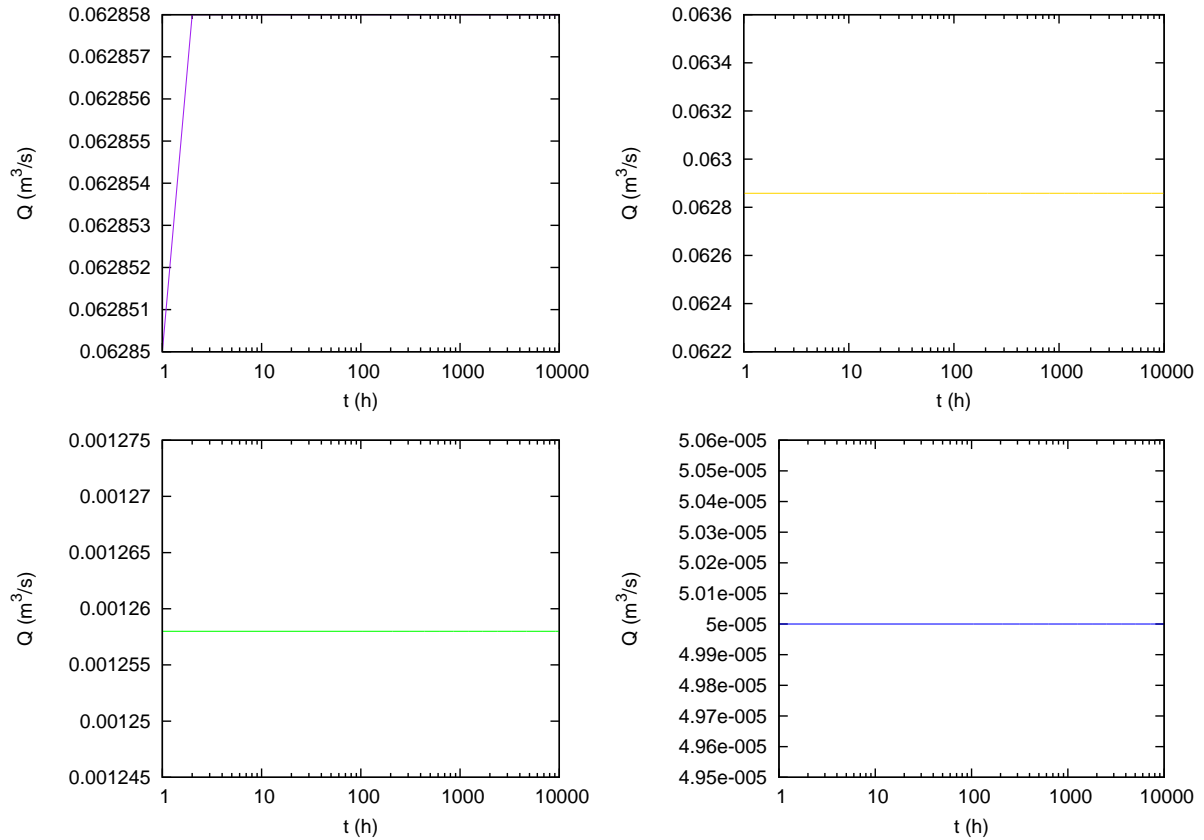 Q (m³/s)
0.062858
0.062857
0.062856
0.062855
0.062854
0.062853
0.062852
0.062851
0.06285
1 10 100 1000 10000
t (h)
Q (m³/s)
0.0636
0.0634
0.0632
0.063
0.0628
0.0626
0.0624
0.0622
1 10 100 1000 10000
t (h)
Q (m³/s)
0.001275
0.00127
0.001265
0.00126
0.001255
0.00125
0.001245
1 10 100 1000 10000
t (h)
Q (m³/s)
5.06e-005
5.05e-005
5.04e-005
5.03e-005
5.02e-005
5.01e-005
5e-005
4.99e-005
4.98e-005
4.97e-005
4.96e-005
4.95e-005
1 10 100 1000 10000
t (h)